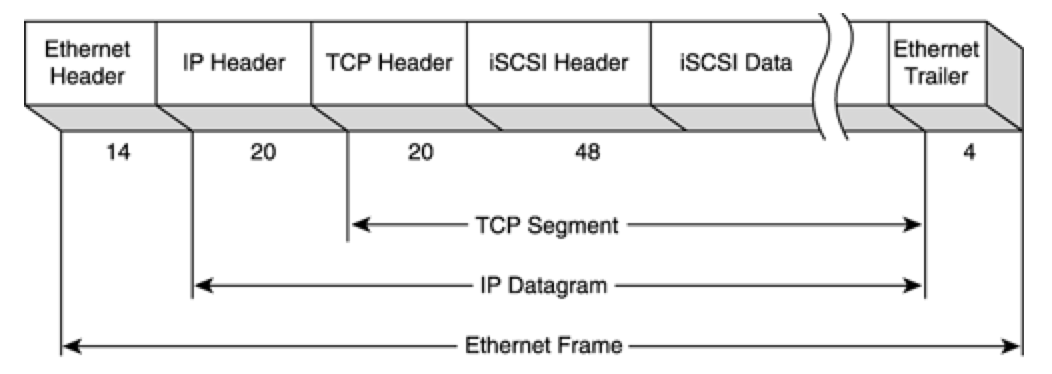 Ethernet Header
IP Header
TCP Header
iSCSI Header
iSCSI Data
Ethernet Trailer
14
20
20
48
4
TCP Segment
IP Datagram
Ethernet Frame